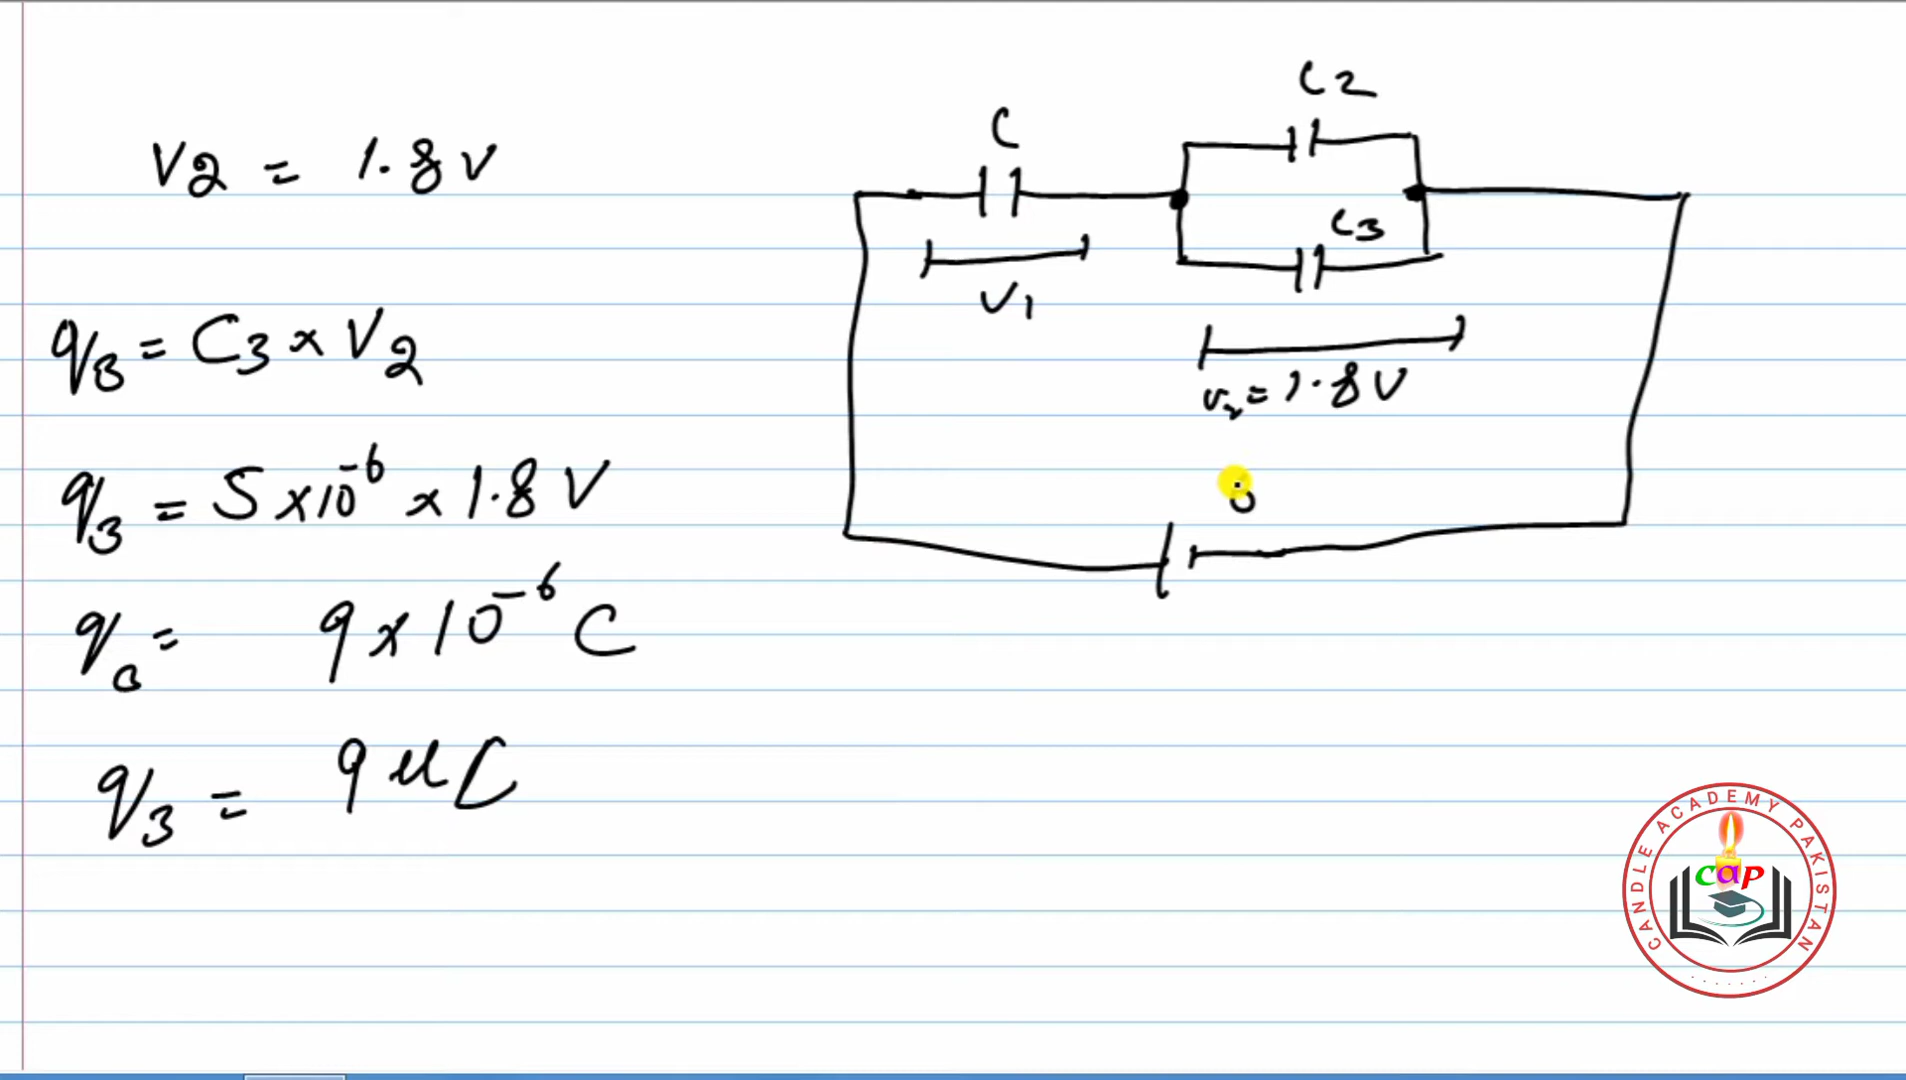 V2 = 1.8 V
q3 = C3 × V2
q3 = 5 × 10^-6 × 1.8 V
q3 = 9 × 10^-6 C
q3 = 9 μC
C
V1
C2
C3
V2 = 1.8 V
CANDLE ACADEMY PAKISTAN
cap